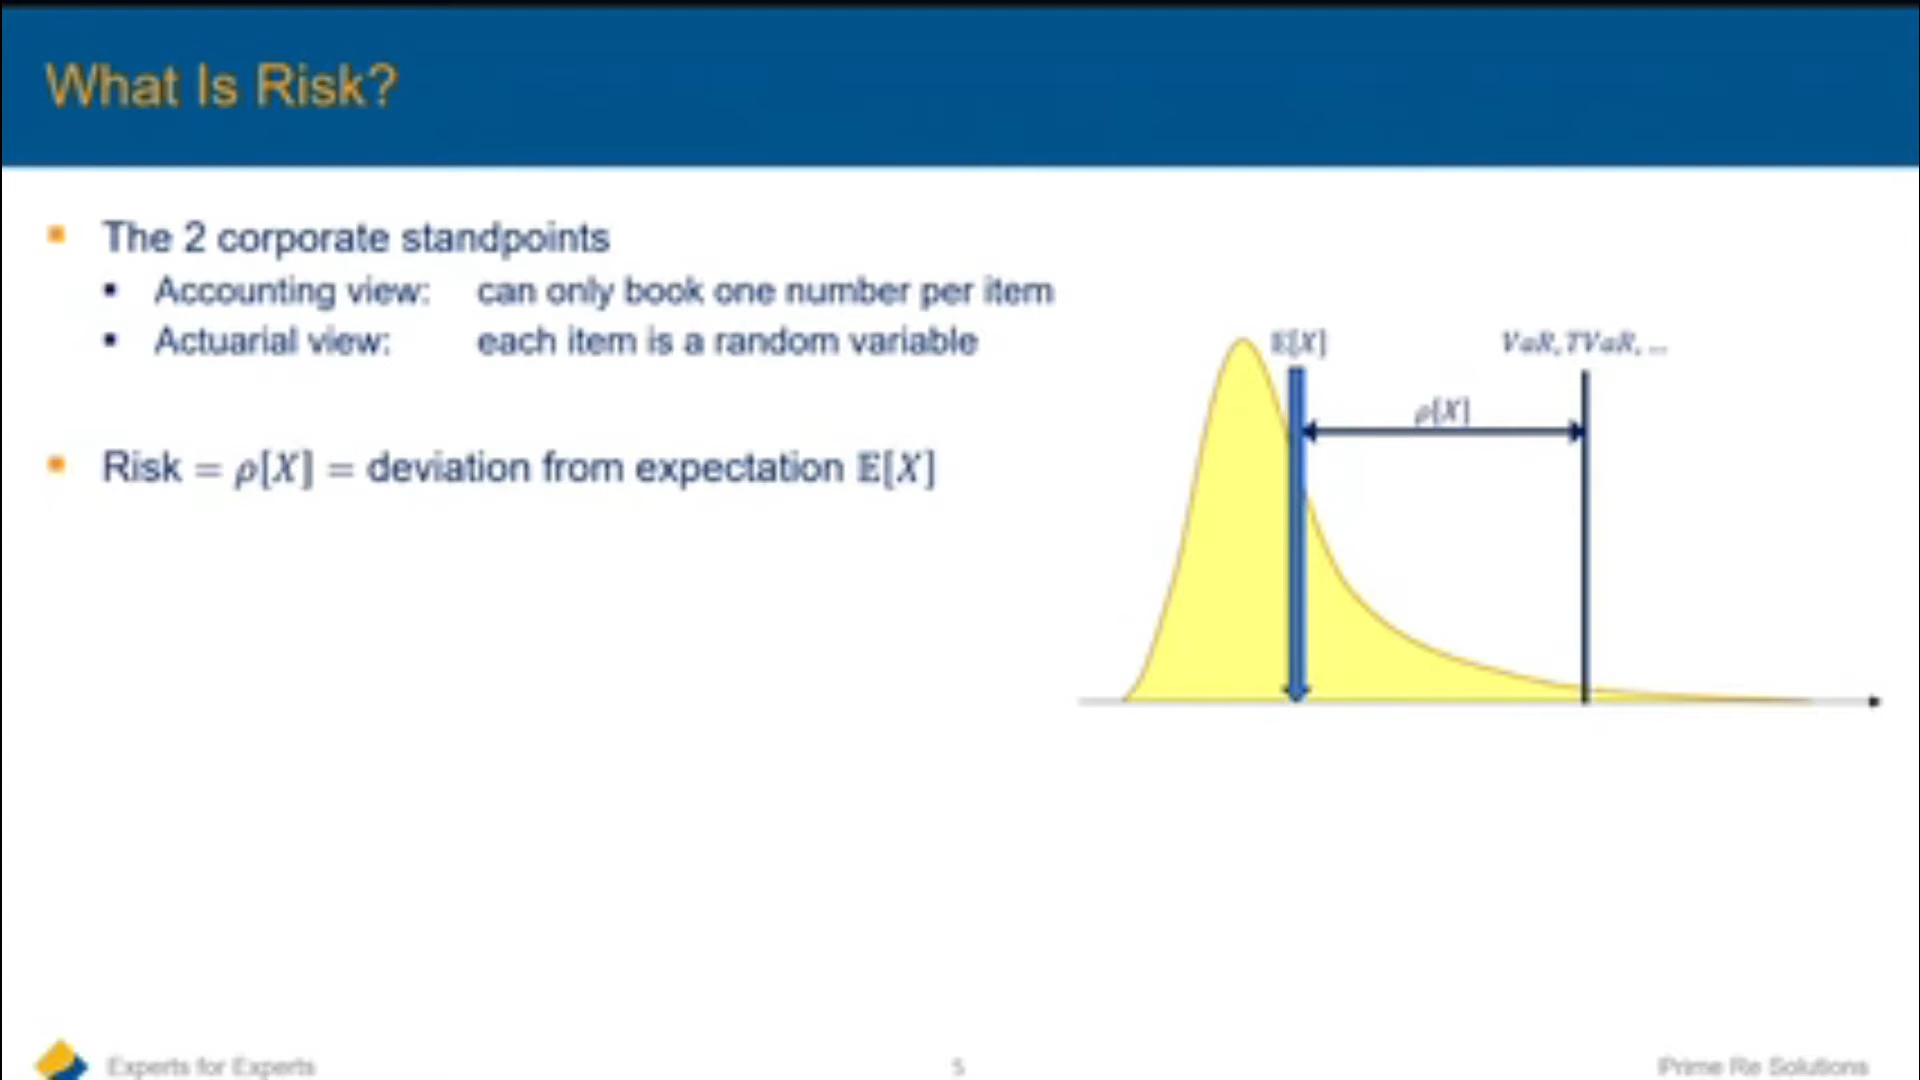 What Is Risk?
▪ The 2 corporate standpoints
▪ Accounting view: can only book one number per item
▪ Actuarial view: each item is a random variable
▪ Risk = ρ[X] = deviation from expectation 𝔼[X]
𝔼[X]
VaR, TVaR, ...
ρ[X]
Experts for Experts
5
Prime Re Solutions